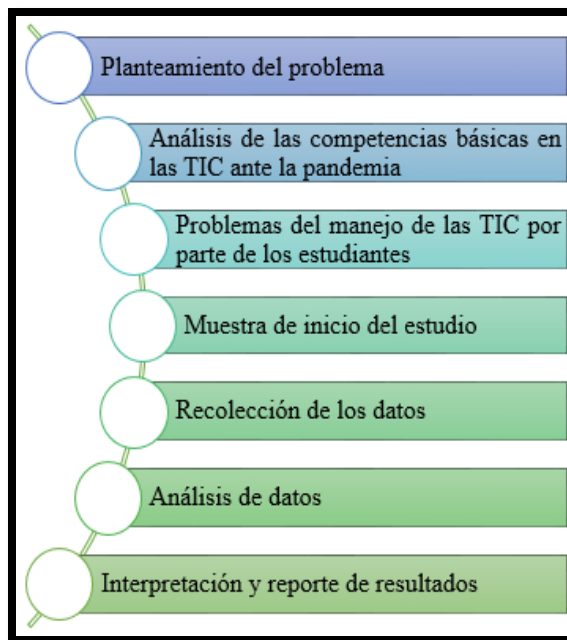 Planteamiento del problema
Análisis de las competencias básicas en
las TIC ante la pandemia
Problemas del manejo de las TIC por
parte de los estudiantes
Muestra de inicio del estudio
Recolección de los datos
Análisis de datos
Interpretación y reporte de resultados